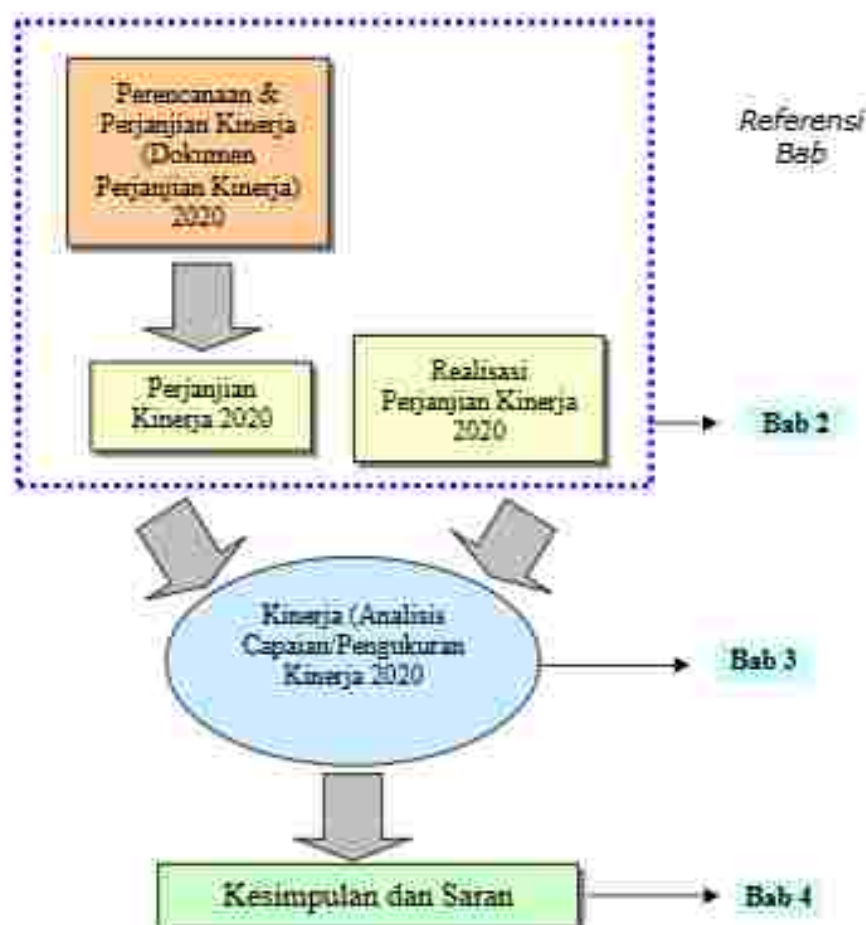 Perencanaan &
Perjanjian Kinerja
(Dokumen
Perjanjian Kinerja)
2020
Referensi
Bab
Perjanjian
Kinerja 2020
Realisasi
Perjanjian Kinerja
2020
Bab 2
Kinerja (Analisis
Capaian/Pengukuran
Kinerja 2020
Bab 3
Kesimpulan dan Saran
Bab 4